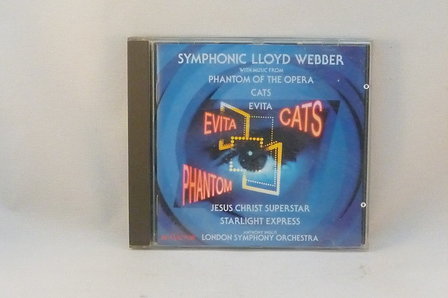 SYMPHONIC LLOYD WEBBER
WITH MUSIC FROM
PHANTOM OF THE OPERA
CATS
EVITA
EVITA
CATS
PHANTOM
JESUS CHRIST SUPERSTAR
STARLIGHT EXPRESS
LONDON SYMPHONY ORCHESTRA